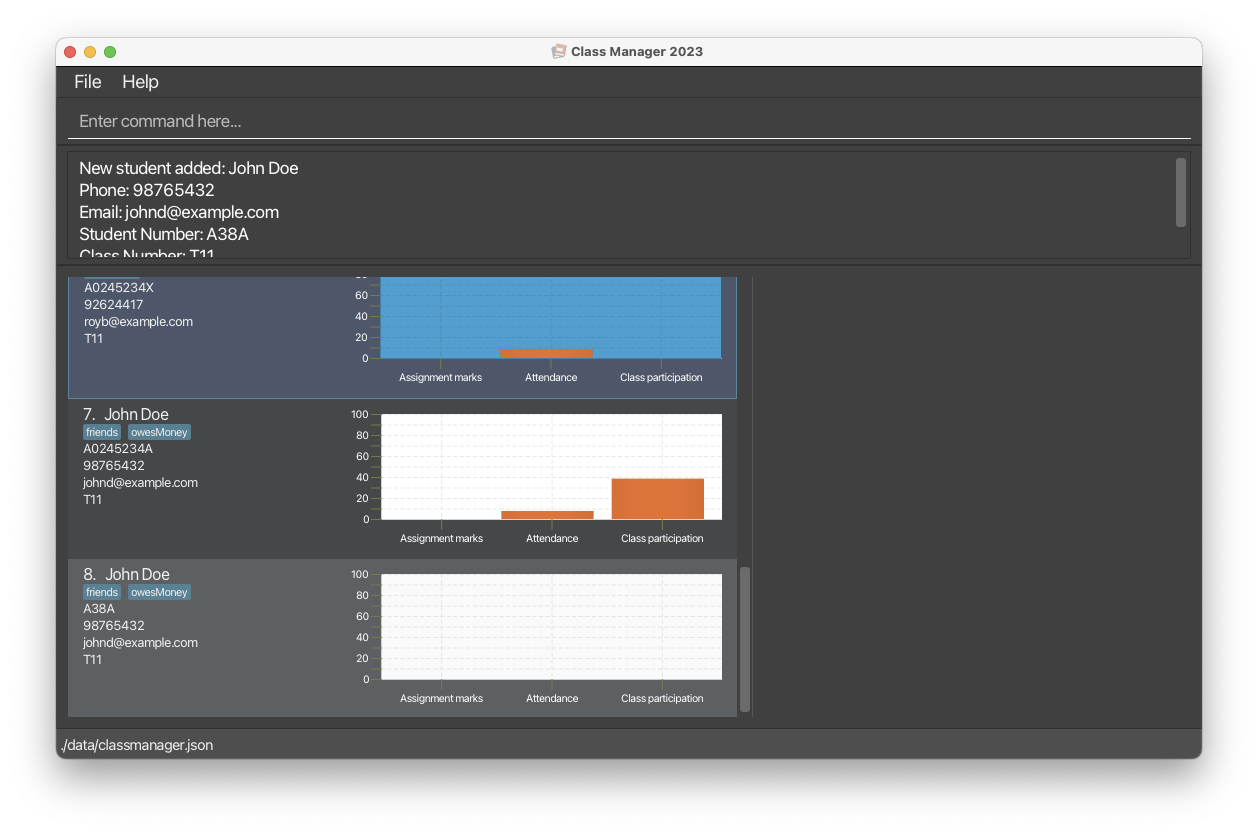 Class Manager 2023
File Help
Enter command here...
New student added: John Doe
Phone: 98765432
Email: johnd@example.com
Student Number: A38A
Class Number: T11
A0245234X
92624417
royb@example.com
T11
60
40
20
0
Assignment marks Attendance Class participation
7. John Doe
friends owesMoney
A0245234A
98765432
johnd@example.com
T11
100
80
60
40
20
0
Assignment marks Attendance Class participation
8. John Doe
friends owesMoney
A38A
98765432
johnd@example.com
T11
100
80
60
40
20
0
Assignment marks Attendance Class participation
./data/classmanager.json